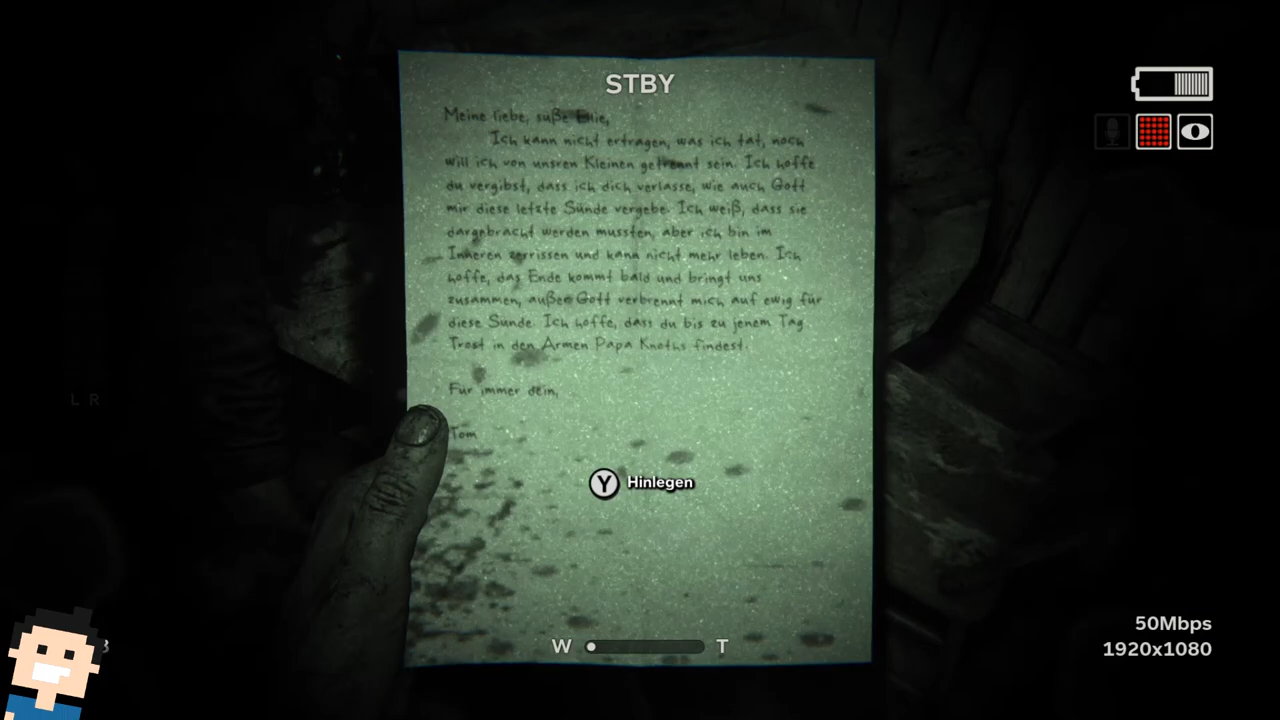 STBY
Meine liebe, süße Ellie,
Ich kann nicht ertragen, was ich tat, noch
will ich von unsren Kleinen getrennt sein. Ich hoffe
du vergibst, dass ich dich verlasse, wie auch Gott
mir diese letzte Sünde vergebe. Ich weiß, dass sie
dargebracht werden mussten, aber ich bin im
Inneren zerrissen und kann nicht mehr leben. Ich
hoffe, das Ende kommt bald und bringt uns
zusammen, außer Gott verbrennt mich auf ewig für
diese Sünde. Ich hoffe, dass du bis zu jenem Tag
Trost in den Armen Papa Knoths findest.
Für immer dein,
Tom
L R
Y Hinlegen
W T
50Mbps
1920x1080